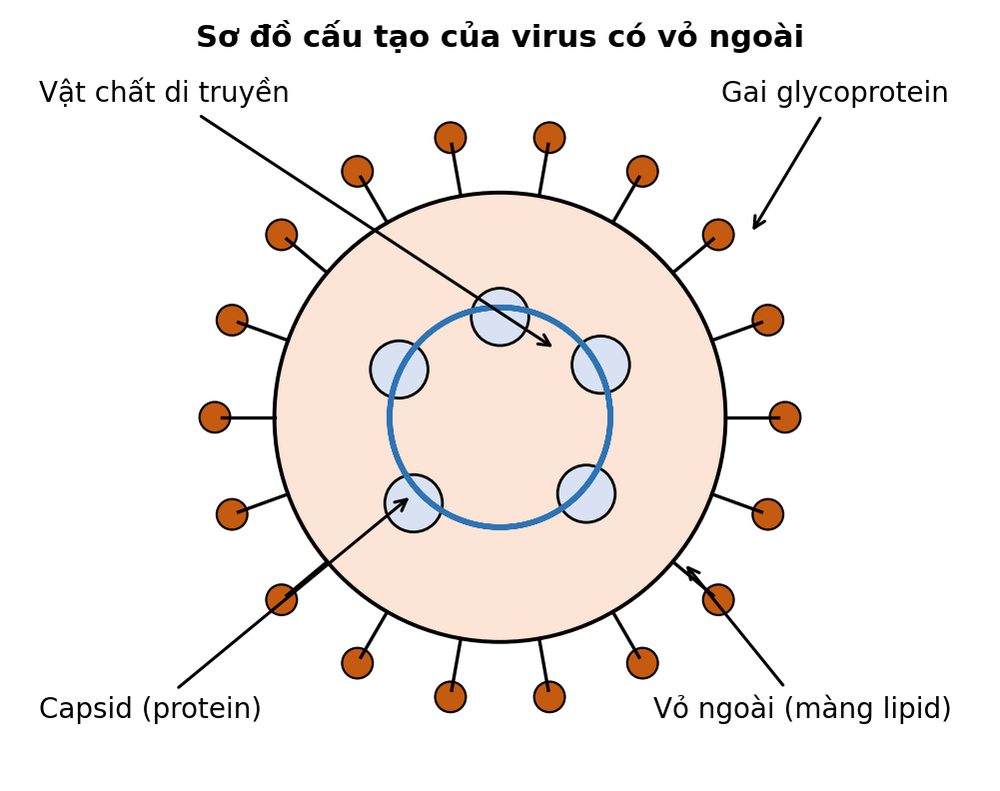 Sơ đồ cấu tạo của virus có vỏ ngoài
Vật chất di truyền
Gai glycoprotein
Capsid (protein)
Vỏ ngoài (màng lipid)